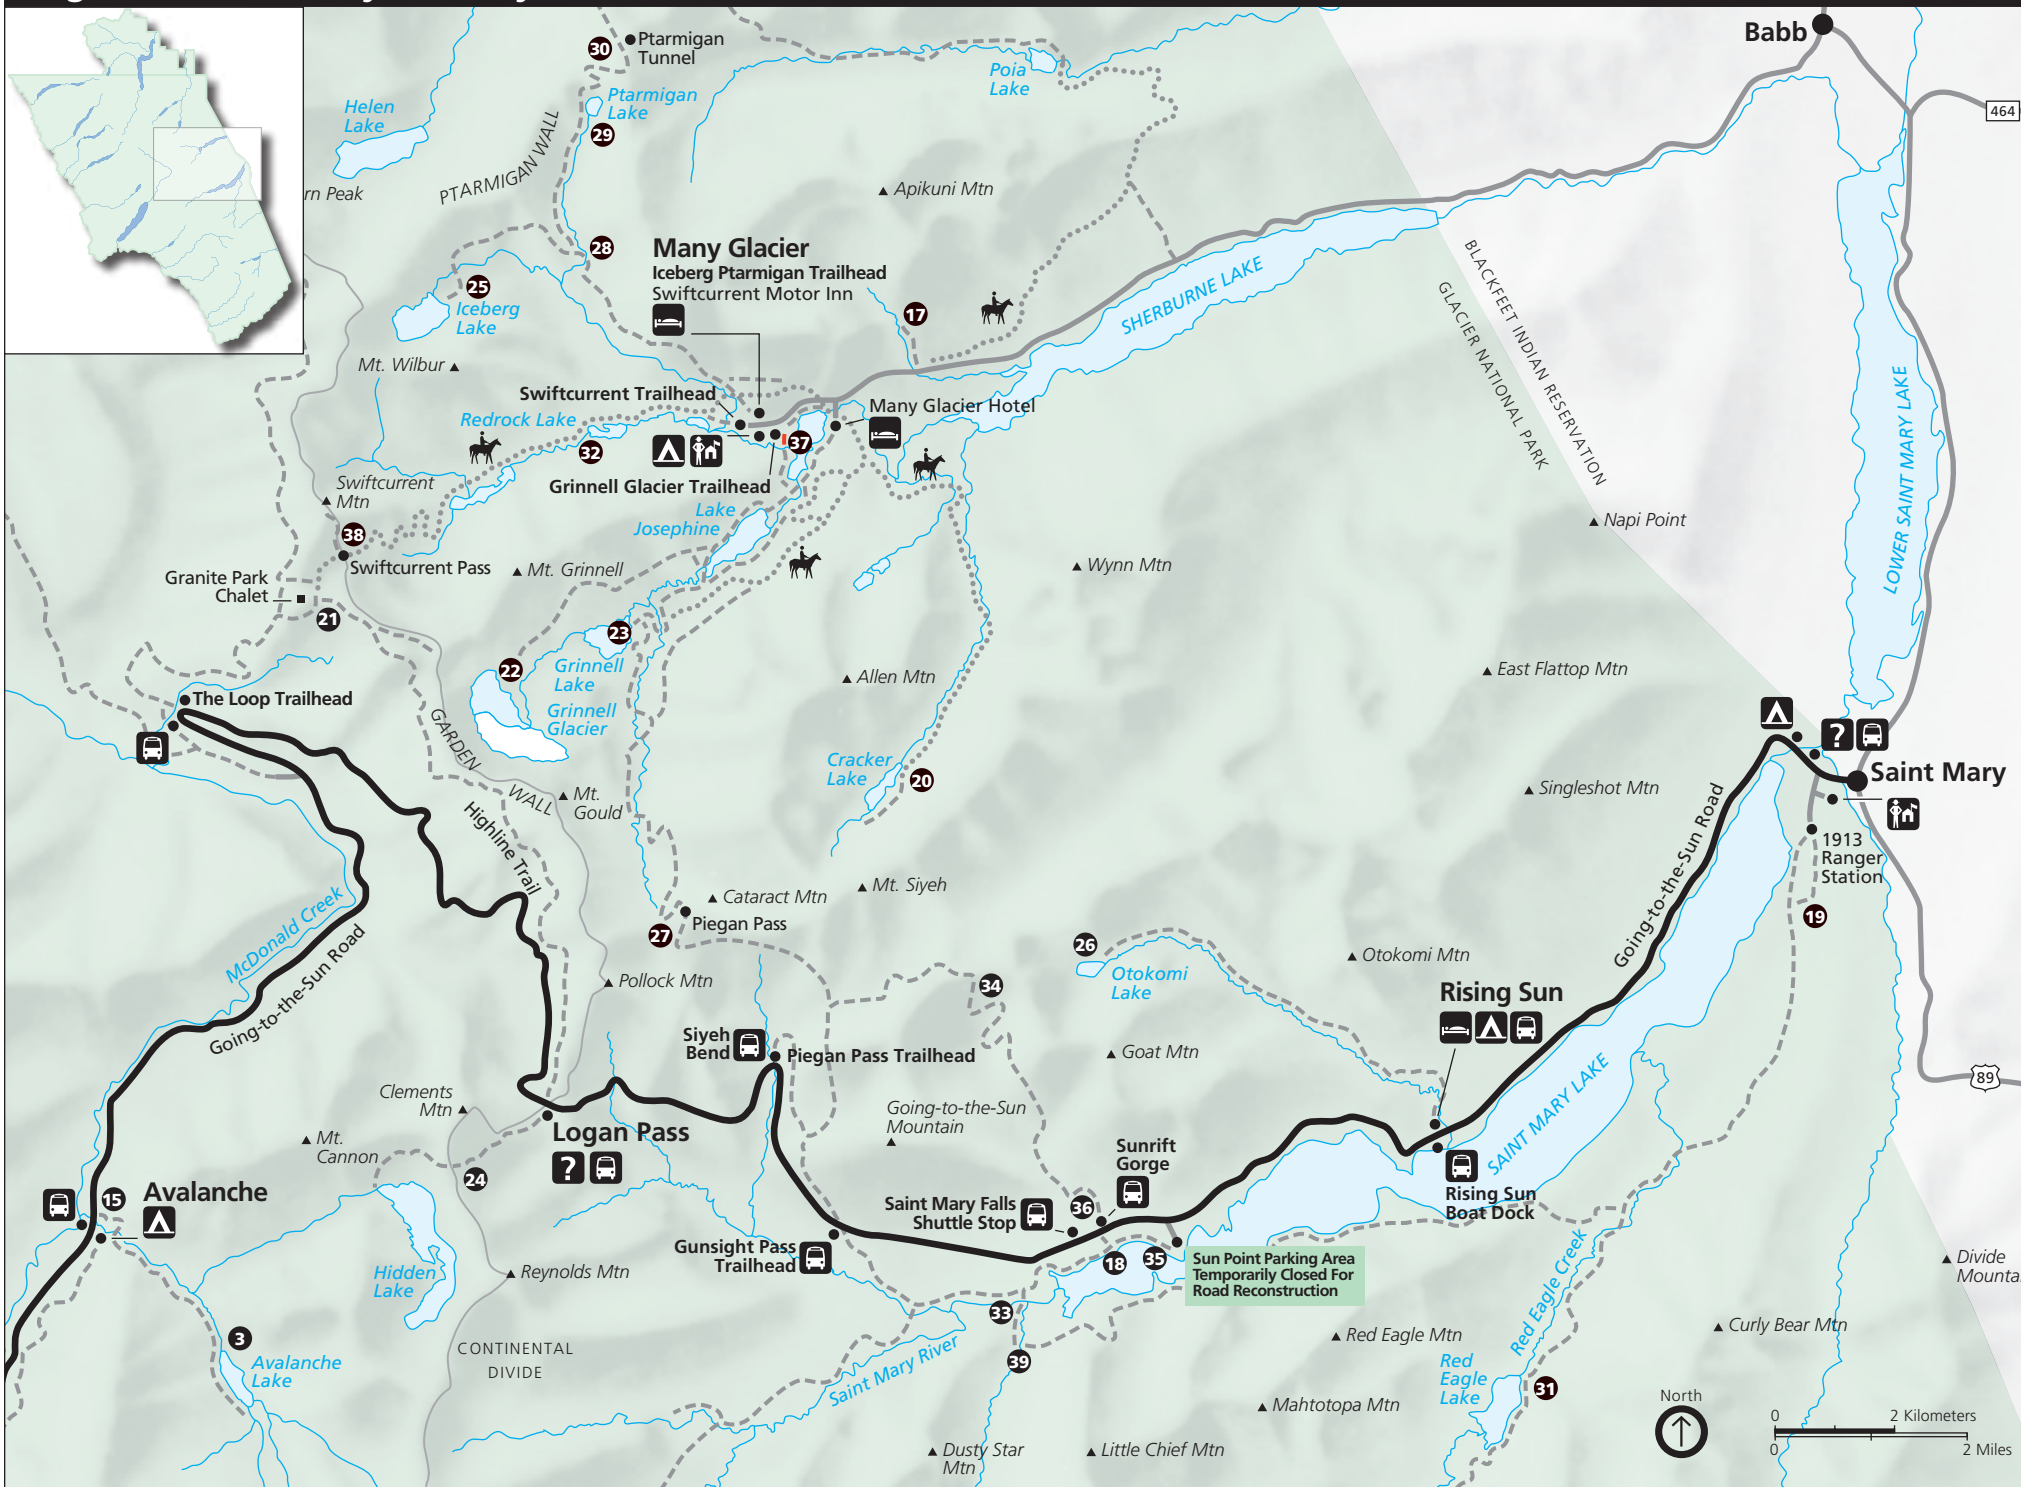 Babb
464
30
Ptarmigan
Tunnel
Poia
Lake
Helen
Lake
Ptarmigan
Lake
29
PTARMIGAN WALL
rn Peak
Apikuni Mtn
28
Many Glacier
Iceberg Ptarmigan Trailhead
Swiftcurrent Motor Inn
25
Iceberg
Lake
17
SHERBURNE LAKE
BLACKFEET INDIAN RESERVATION
GLACIER NATIONAL PARK
Mt. Wilbur
Swiftcurrent Trailhead
Redrock Lake
Many Glacier Hotel
37
32
Grinnell Glacier Trailhead
LOWER SAINT MARY LAKE
Swiftcurrent
Mtn
Lake
Josephine
Napi Point
38
Swiftcurrent Pass
Mt. Grinnell
Wynn Mtn
Granite Park
Chalet
21
23
22
Grinnell
Lake
Allen Mtn
East Flattop Mtn
The Loop Trailhead
Grinnell
Glacier
GARDEN
WALL
?
Saint Mary
Cracker
Lake
20
Mt.
Gould
Singleshot Mtn
Highline Trail
Going-to-the-Sun Road
1913
Ranger
Station
Mt. Siyeh
Cataract Mtn
McDonald Creek
Piegan Pass
27
19
Going-to-the-Sun Road
26
Otokomi
Lake
Otokomi Mtn
Pollock Mtn
34
Rising Sun
Siyeh
Bend
Piegan Pass Trailhead
Goat Mtn
89
Clements
Mtn
SAINT MARY LAKE
Going-to-the-Sun
Mountain
Mt.
Cannon
Logan Pass
?
Sunrift
Gorge
24
15
Avalanche
Saint Mary Falls
Shuttle Stop
36
Rising Sun
Boat Dock
Gunsight Pass
Trailhead
18
35
Sun Point Parking Area
Temporarily Closed For
Road Reconstruction
Hidden
Lake
Reynolds Mtn
Red Eagle Creek
Divide
Mounta
33
3
Avalanche
Lake
CONTINENTAL
DIVIDE
Saint Mary River
39
Red Eagle Mtn
Curly Bear Mtn
Red
Eagle
Lake
31
Mahtotopa Mtn
North
0
2 Kilometers
0
2 Miles
Dusty Star
Mtn
Little Chief Mtn